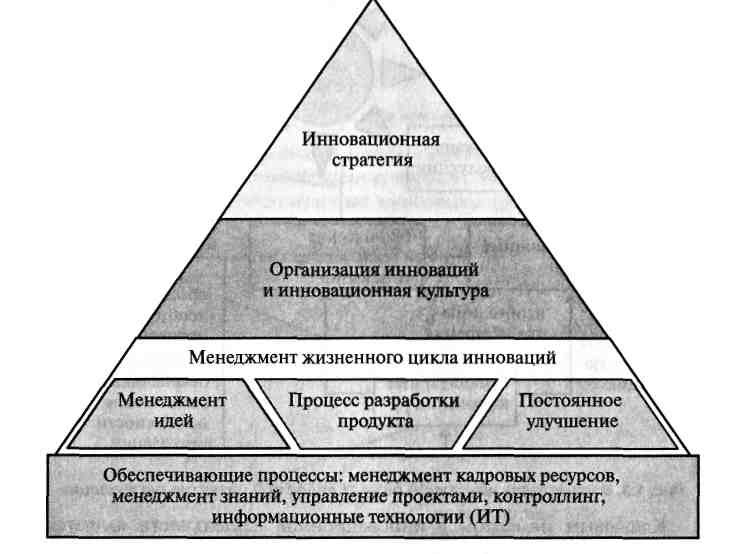 Инновационная
стратегия
Организация инноваций
и инновационная культура
Менеджмент жизненного цикла инноваций
Менеджмент
идей
Процесс разработки
продукта
Постоянное
улучшение
Обеспечивающие процессы: менеджмент кадровых ресурсов,
менеджмент знаний, управление проектами, контроллинг,
информационные технологии (ИТ)